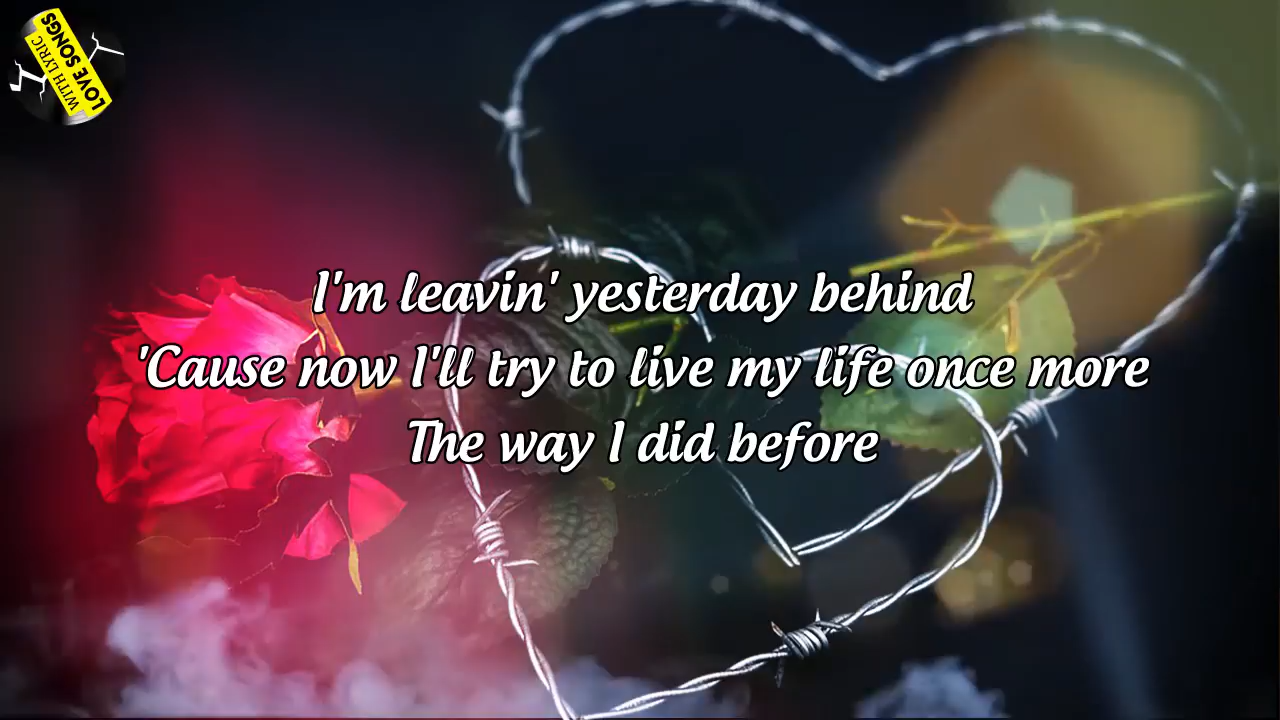 WITH LYRIC
LOVE SONGS
I'm leavin' yesterday behind
'Cause now I'll try to live my life once more
The way I did before